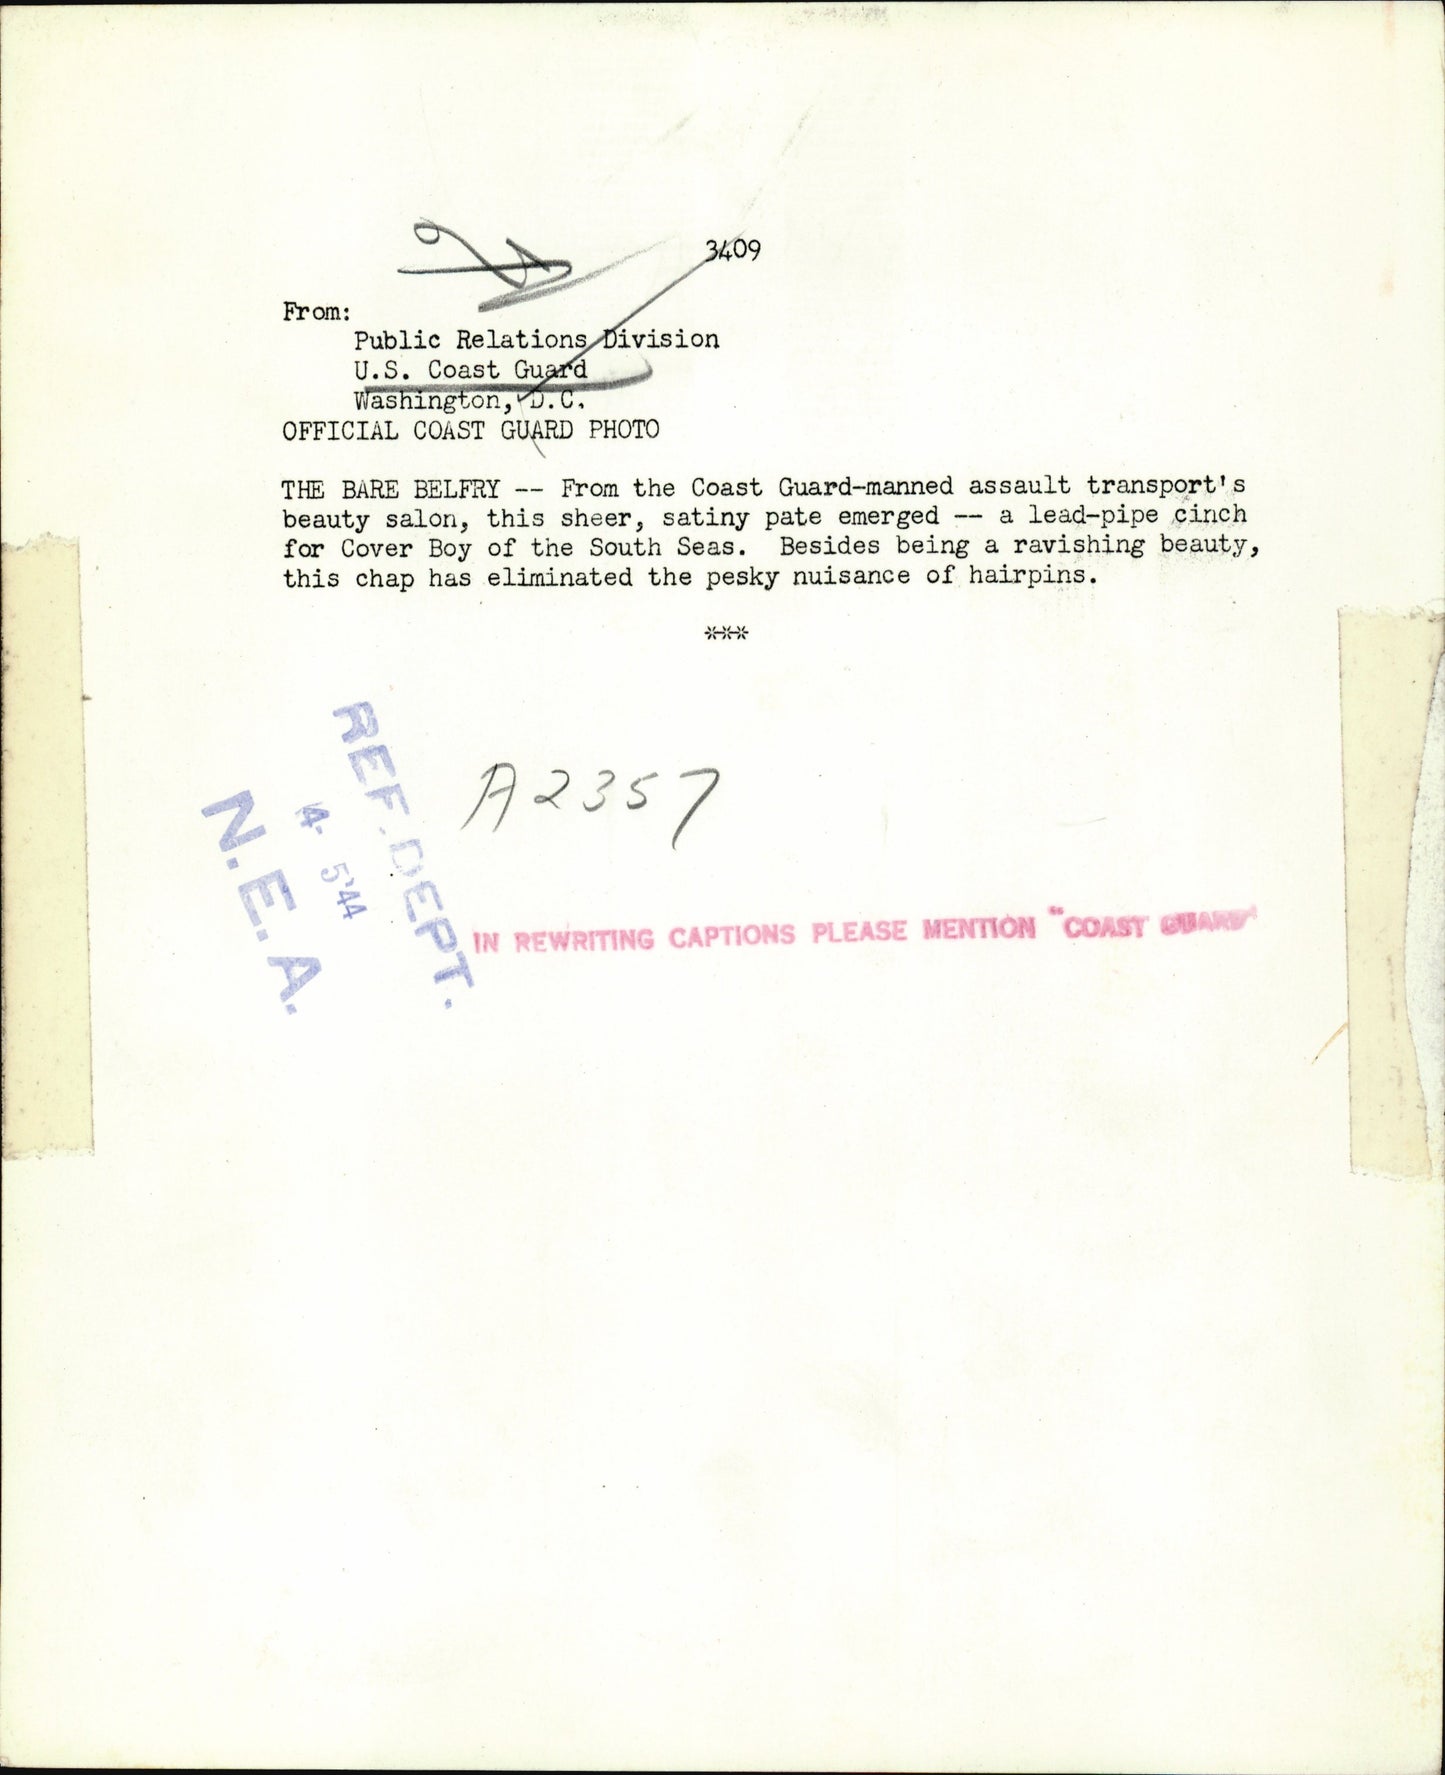 3409
From:
Public Relations Division
U.S. Coast Guard
Washington, D.C.
OFFICIAL COAST GUARD PHOTO
THE BARE BELFRY -- From the Coast Guard-manned assault transport's
beauty salon, this sheer, satiny pate emerged -- a lead-pipe cinch
for Cover Boy of the South Seas. Besides being a ravishing beauty,
this chap has eliminated the pesky nuisance of hairpins.
***
REF. DEPT.
4 - 5'44
N.E.A.
A2357
IN REWRITING CAPTIONS PLEASE MENTION "COAST GUARD"